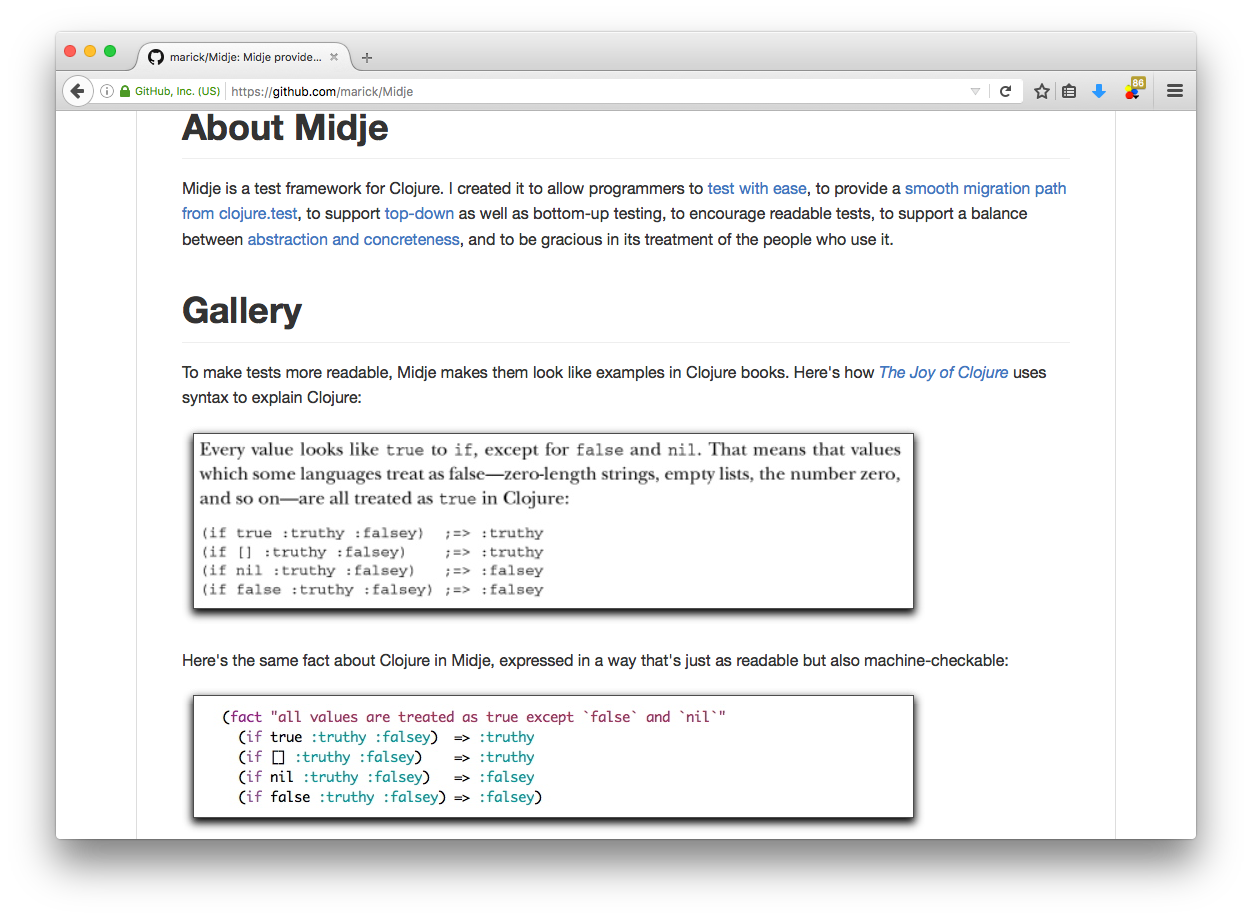 marick/Midje: Midje provide...
GitHub, Inc. (US)
https://github.com/marick/Midje
86
About Midje
Midje is a test framework for Clojure. I created it to allow programmers to test with ease, to provide a smooth migration path
from clojure.test, to support top-down as well as bottom-up testing, to encourage readable tests, to support a balance
between abstraction and concreteness, and to be gracious in its treatment of the people who use it.
Gallery
To make tests more readable, Midje makes them look like examples in Clojure books. Here's how The Joy of Clojure uses
syntax to explain Clojure:
Every value looks like true to if, except for false and nil. That means that values
which some languages treat as false—zero-length strings, empty lists, the number zero,
and so on—are all treated as true in Clojure:
(if true :truthy :falsey)  ;=> :truthy
(if [] :truthy :falsey)    ;=> :truthy
(if nil :truthy :falsey)   ;=> :falsey
(if false :truthy :falsey) ;=> :falsey
Here's the same fact about Clojure in Midje, expressed in a way that's just as readable but also machine-checkable:
(fact "all values are treated as true except `false` and `nil`"
  (if true :truthy :falsey)  => :truthy
  (if [] :truthy :falsey)    => :truthy
  (if nil :truthy :falsey)   => :falsey
  (if false :truthy :falsey) => :falsey)